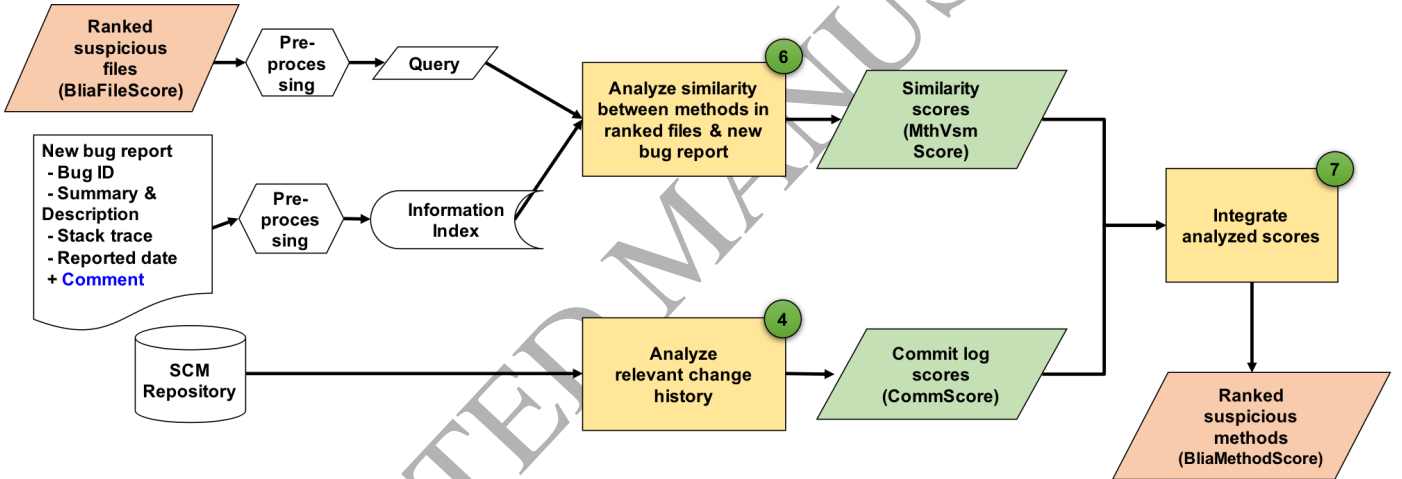 Ranked
suspicious
files
(BliaFileScore)
Pre-
proces
sing
Query
6
Analyze similarity
between methods in
ranked files & new
bug report
Similarity
scores
(MthVsm
Score)
New bug report
- Bug ID
- Summary &
Description
- Stack trace
- Reported date
+ Comment
Pre-
proces
sing
Information
Index
7
Integrate
analyzed scores
SCM
Repository
4
Analyze
relevant change
history
Commit log
scores
(CommScore)
Ranked
suspicious
methods
(BliaMethodScore)
TED MANUS